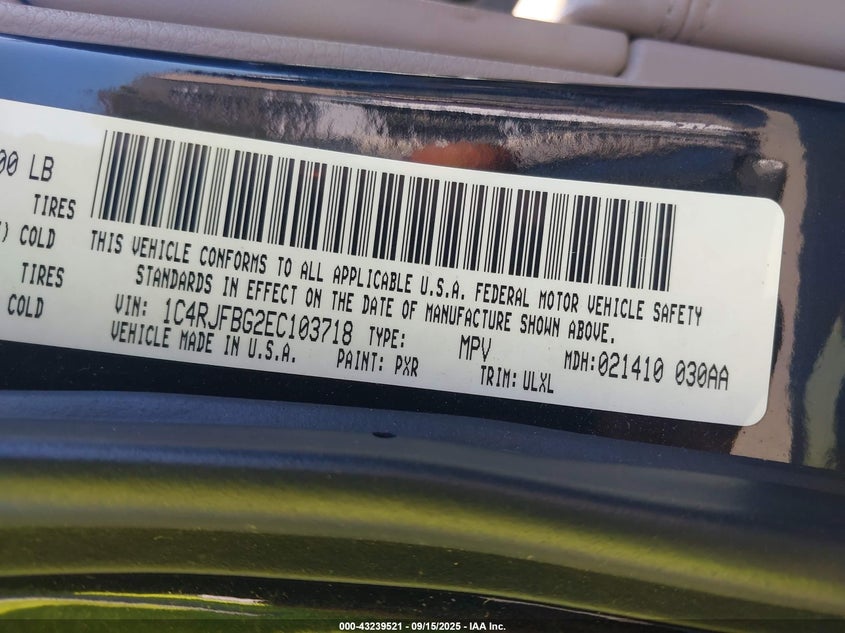 00 LB
TIRES
) COLD
TIRES
COLD
THIS VEHICLE CONFORMS TO ALL APPLICABLE U.S.A. FEDERAL MOTOR VEHICLE SAFETY
STANDARDS IN EFFECT ON THE DATE OF MANUFACTURE SHOWN ABOVE.
VIN: 1C4RJFBG2EC103718 TYPE: MPV MDH:021410 030AA
VEHICLE MADE IN U.S.A. PAINT: PXR TRIM: ULXL
000-43239521 - 09/15/2025 - IAA Inc.